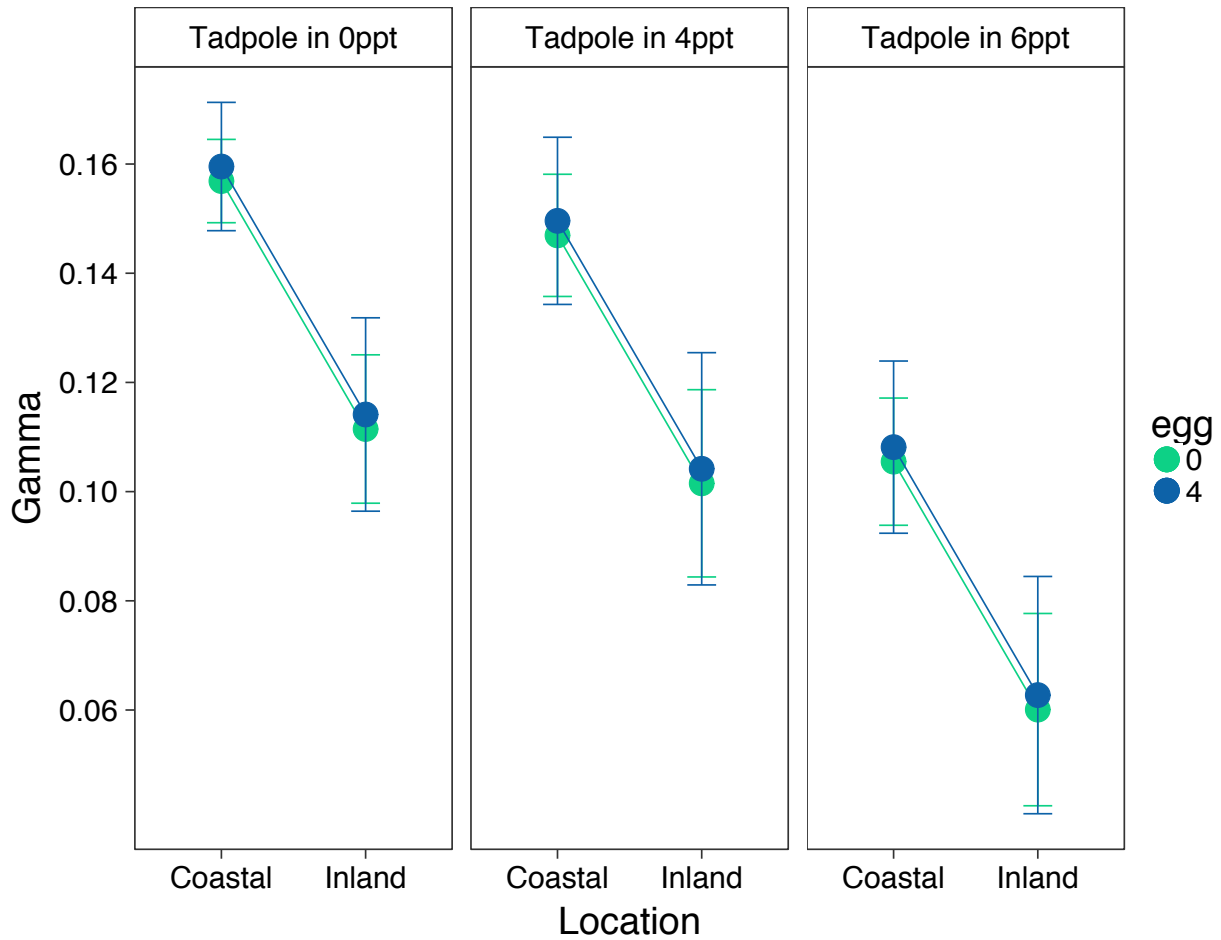 Tadpole in 0ppt
Tadpole in 4ppt
Tadpole in 6ppt
0.16
0.14
0.12
0.10
0.08
0.06
Gamma
Coastal
Inland
Coastal
Inland
Coastal
Inland
Location
egg
0
4